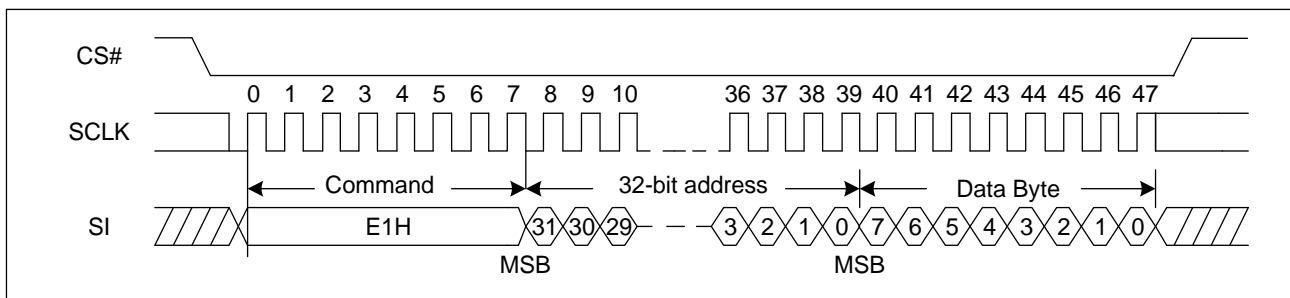 CS#
0 1 2 3 4 5 6 7 8 9 10 36 37 38 39 40 41 42 43 44 45 46 47
SCLK
Command 32-bit address Data Byte
SI E1H 31 30 29 3 2 1 0 7 6 5 4 3 2 1 0
MSB MSB